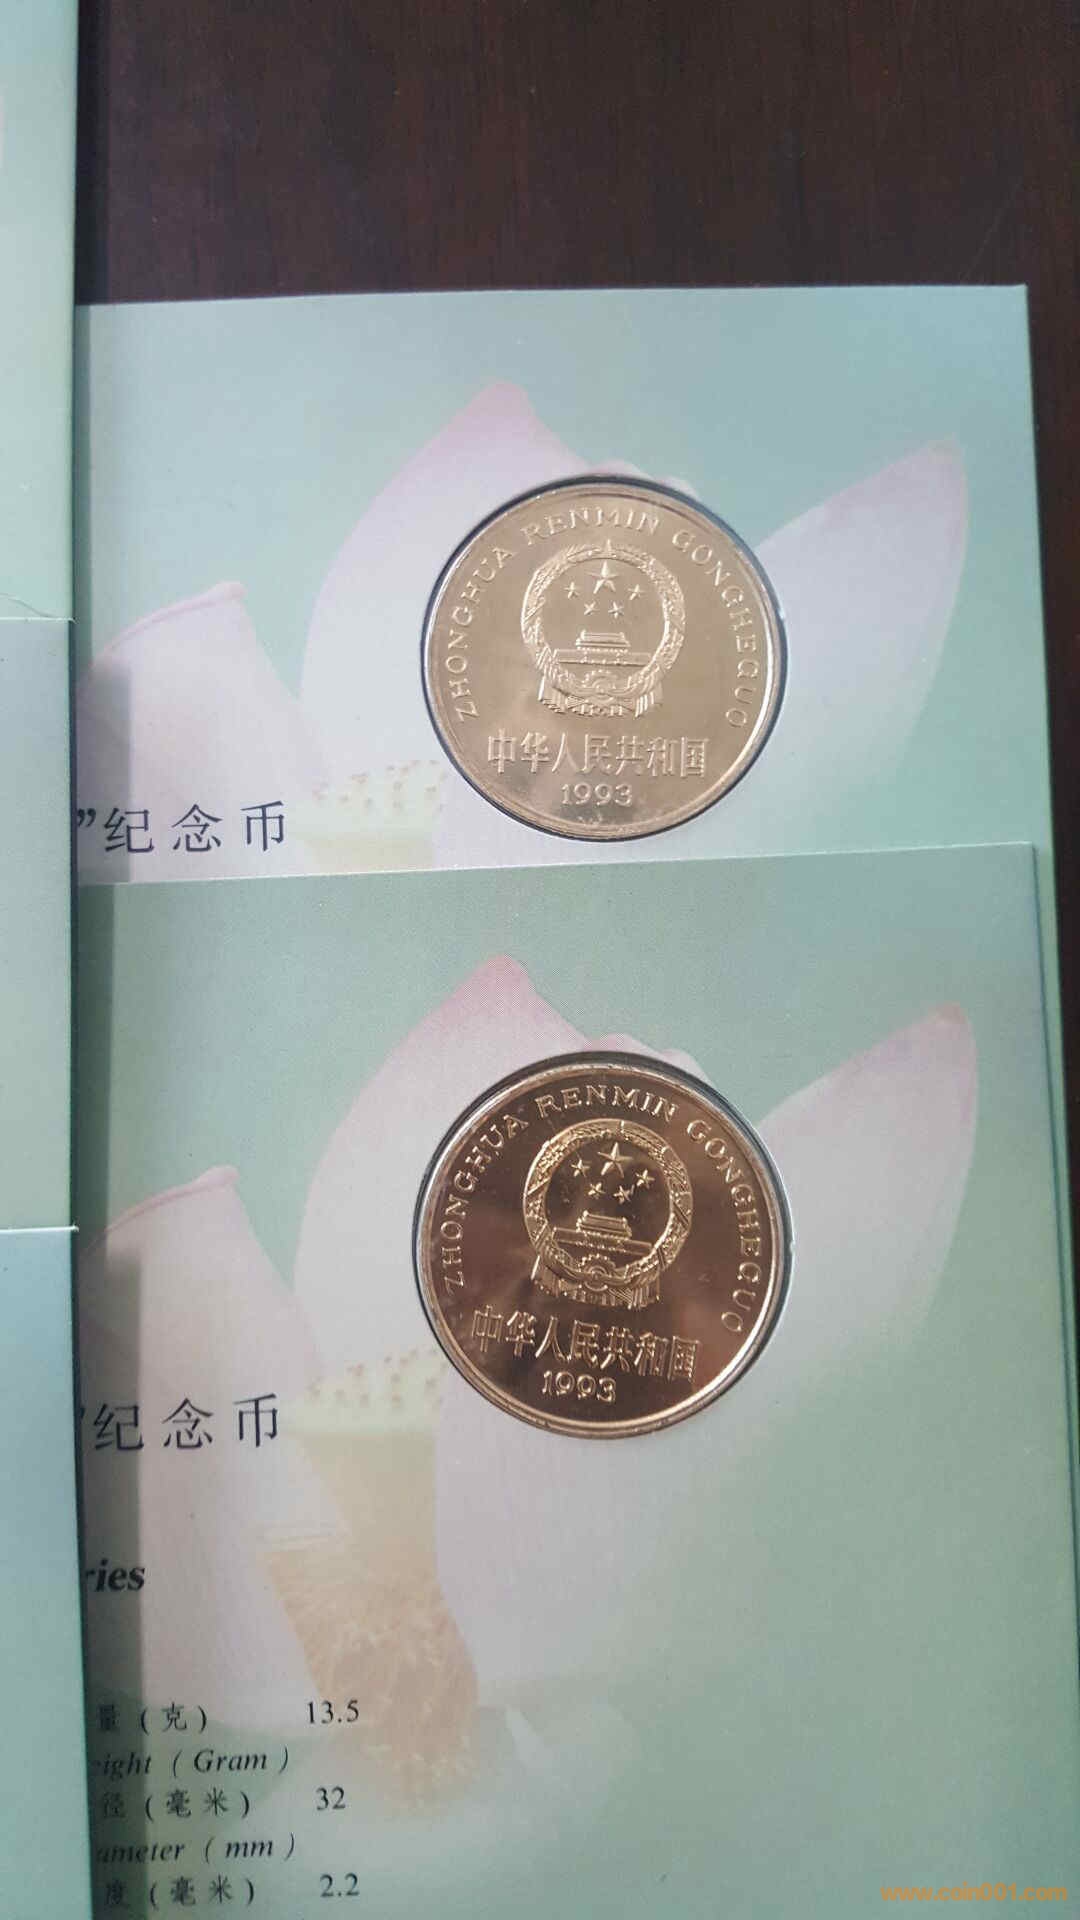 ZHONGHUA RENMIN GONGHEGUO
中华人民共和国
1993
”纪念币
ZHONGHUA RENMIN GONGHEGUO
中华人民共和国
1993
纪念币
ries
量(克) 13.5
eight (Gram)
径(毫米) 32
ameter (mm)
度(毫米) 2.2
www.coin001.com